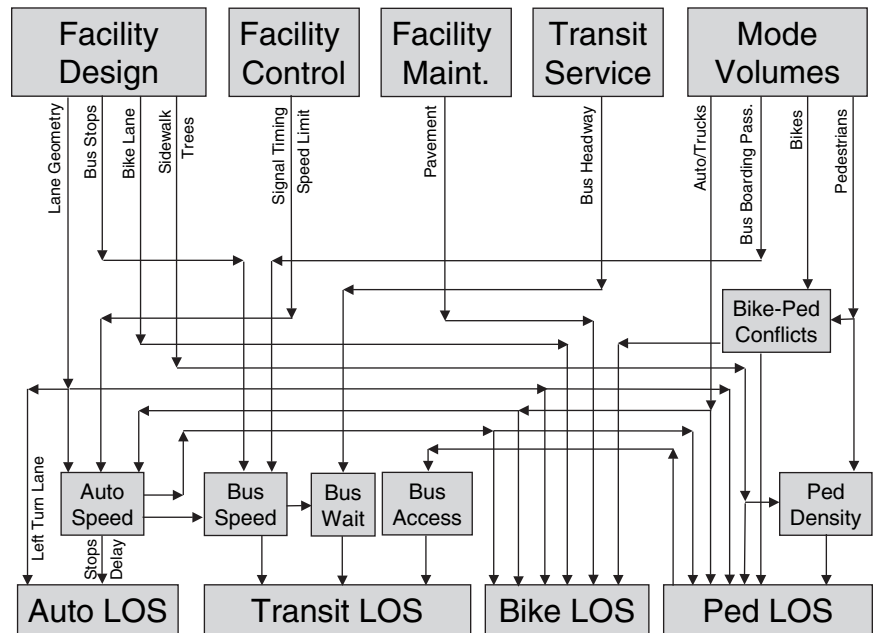 Facility
Design
Facility
Control
Facility
Maint.
Transit
Service
Mode
Volumes
Lane Geometry
Bus Stops
Bike Lane
Sidewalk
Trees
Signal Timing
Speed Limit
Pavement
Bus Headway
Auto/Trucks
Bus Boarding Pass.
Bikes
Pedestrians
Bike-Ped
Conflicts
Left Turn Lane
Auto
Speed
Bus
Speed
Bus
Wait
Bus
Access
Ped
Density
Stops
Delay
Auto LOS
Transit LOS
Bike LOS
Ped LOS